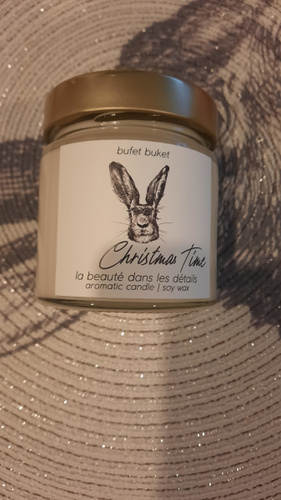 bufet buket
Christmas Time
la beauté dans les détails
aromatic candle | soy wax